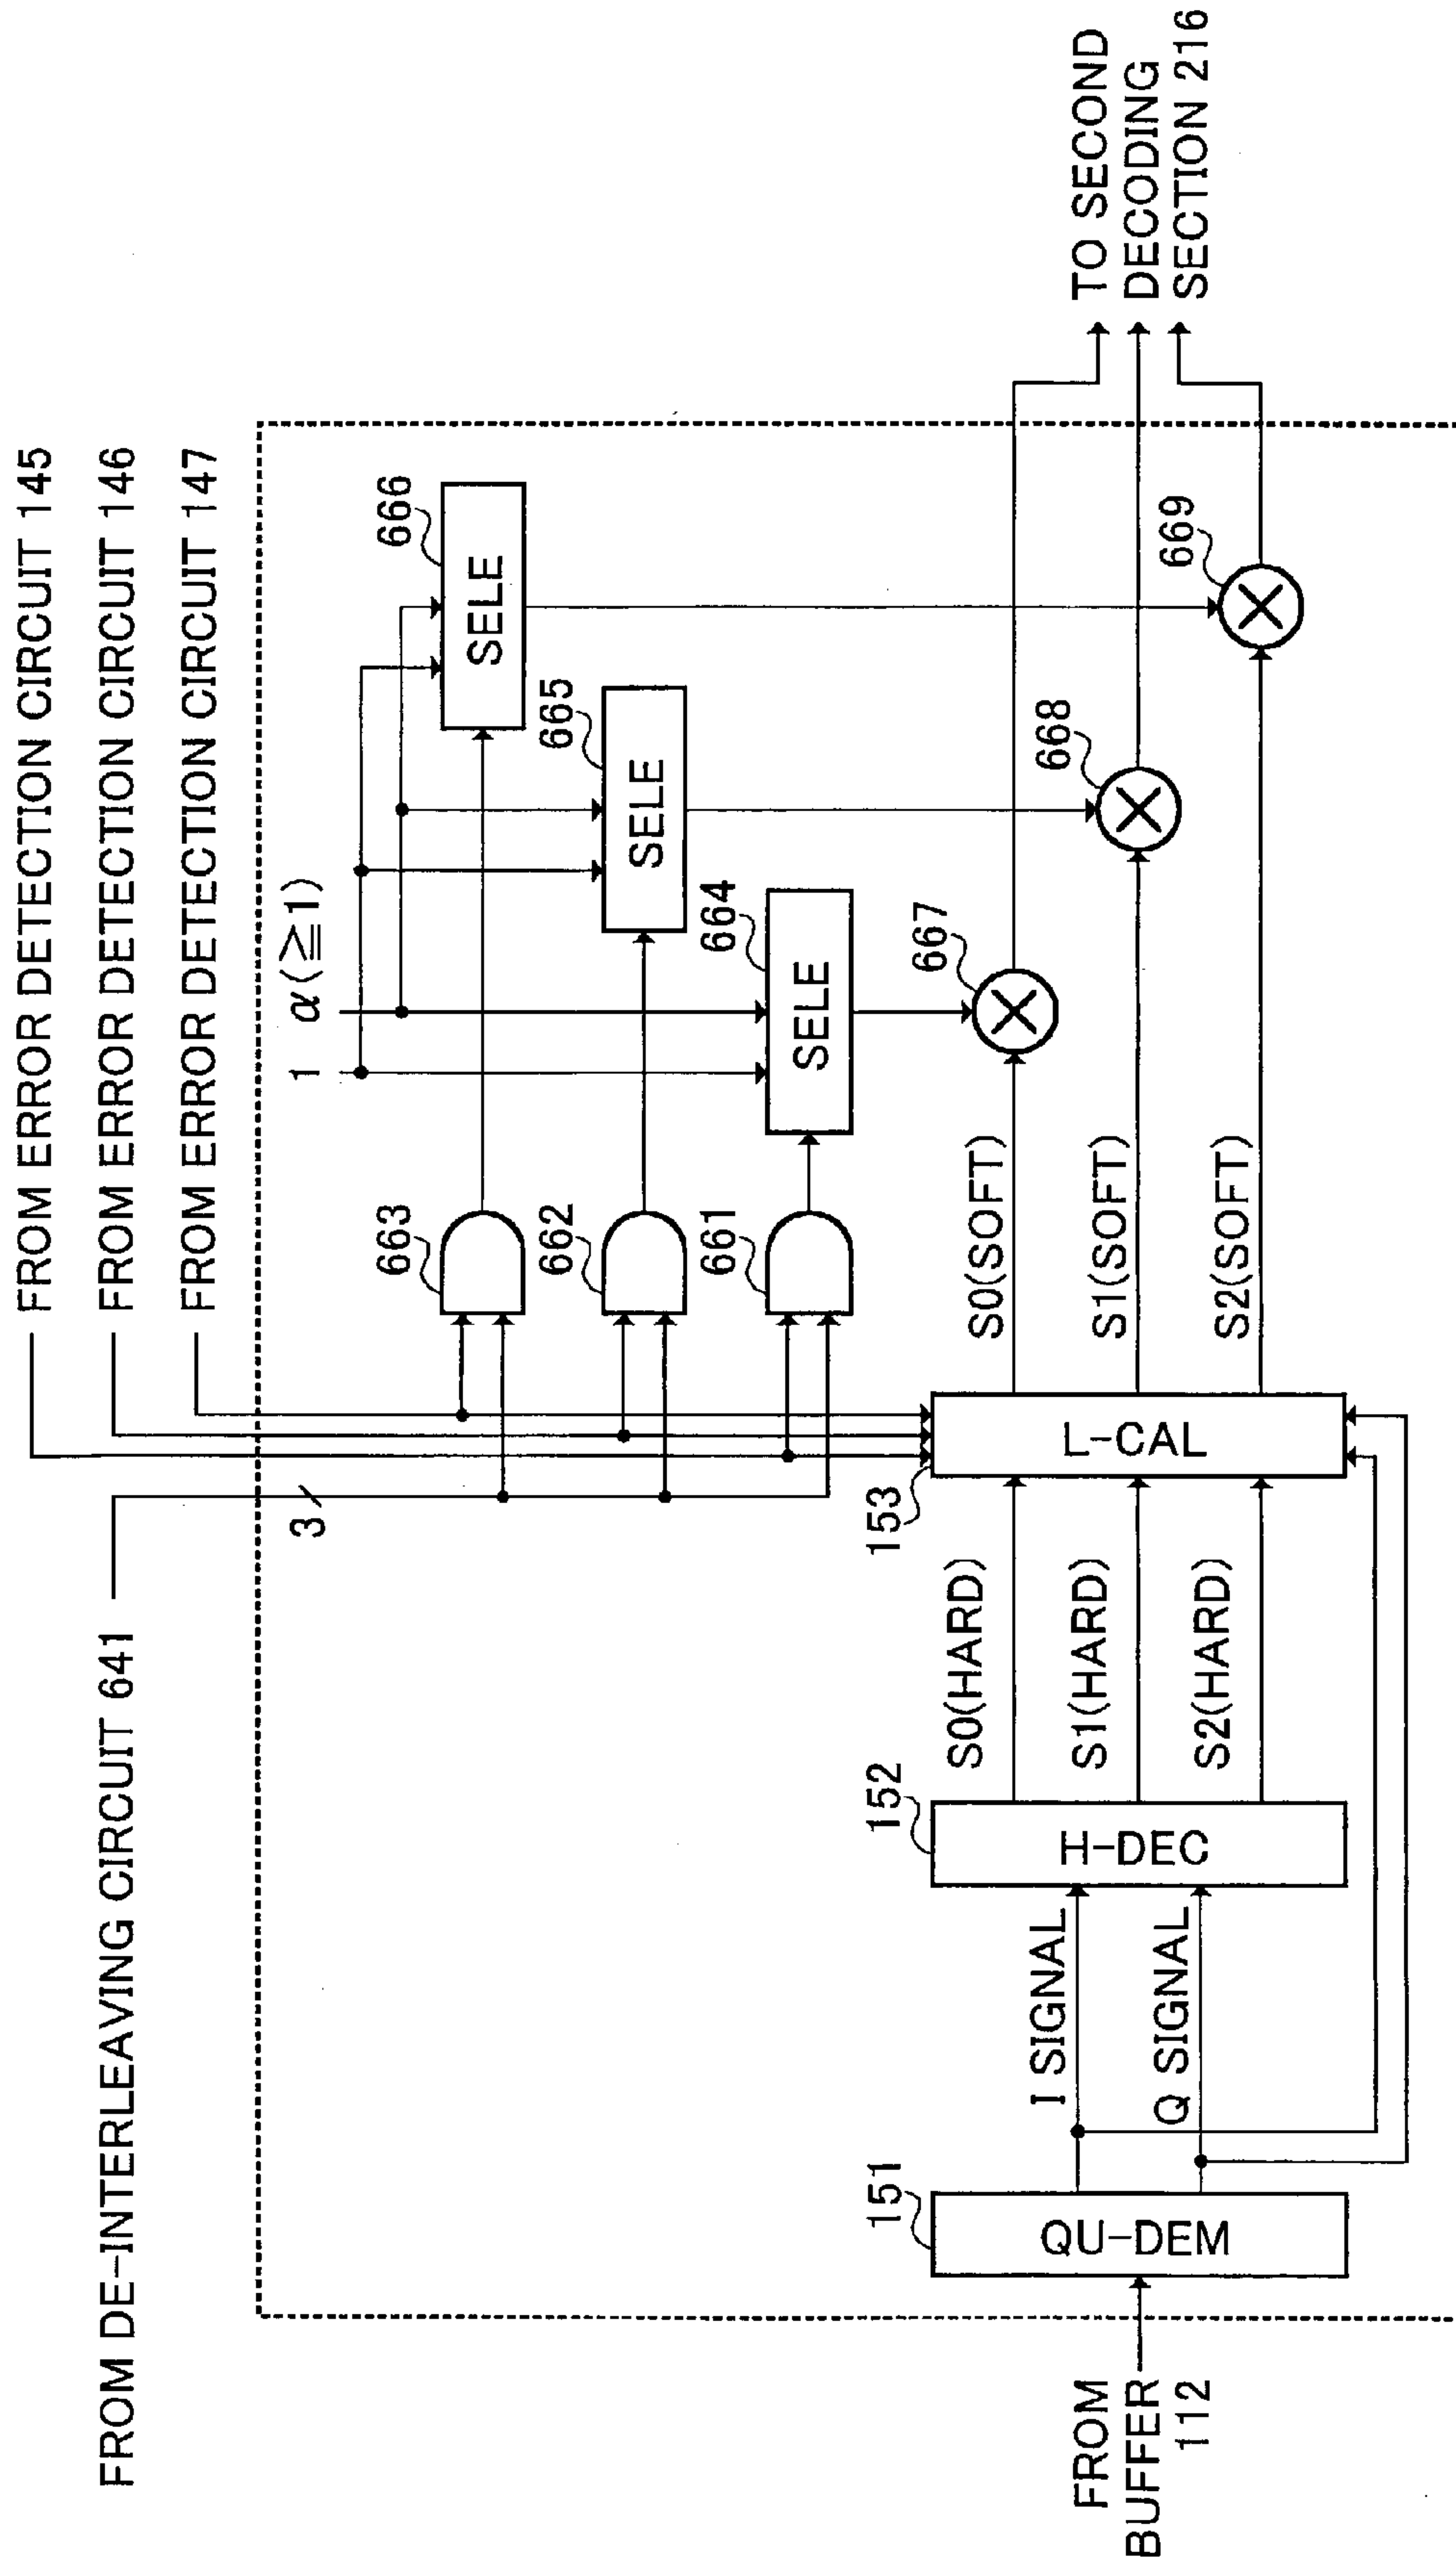 FROM ERROR DETECTION CIRCUIT 145
FROM ERROR DETECTION CIRCUIT 146
FROM ERROR DETECTION CIRCUIT 147
FROM DE-INTERLEAVING CIRCUIT 641
3
1
α(≧1)
663
666
SELE
662
665
SELE
661
664
SELE
667
668
669
FROM
BUFFER
112
151
QU-DEM
I SIGNAL
Q SIGNAL
152
H-DEC
S0(HARD)
S1(HARD)
S2(HARD)
153
L-CAL
S0(SOFT)
S1(SOFT)
S2(SOFT)
TO SECOND
DECODING
SECTION 216